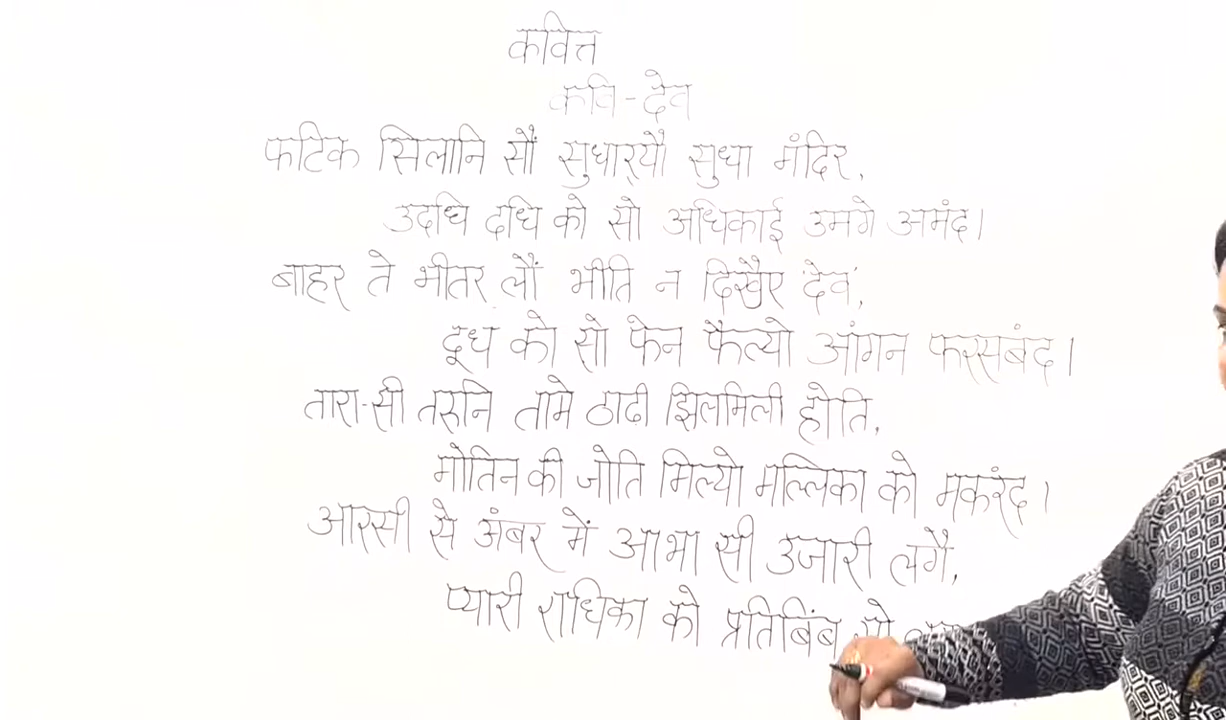 कवित्त
कवि - देव
फटिक सिलानि सौं सुधार्‌यौ सुधा मंदिर,
उदधि दधि को सो अधिकाई उमगे अमंद।
बाहर ते भीतर लौं भीति न दिखैए 'देव',
दूध को सो फेन फैल्यो आंगन फरसबंद।
तारा-सी तरुनि तामे ठाढी झिलमिली होति,
मोतिन की जोति मिल्यो मल्लिका को मकरंद।
आरसी से अंबर में आभा सी उजारी लगै,
प्यारी राधिका को प्रतिबिंब